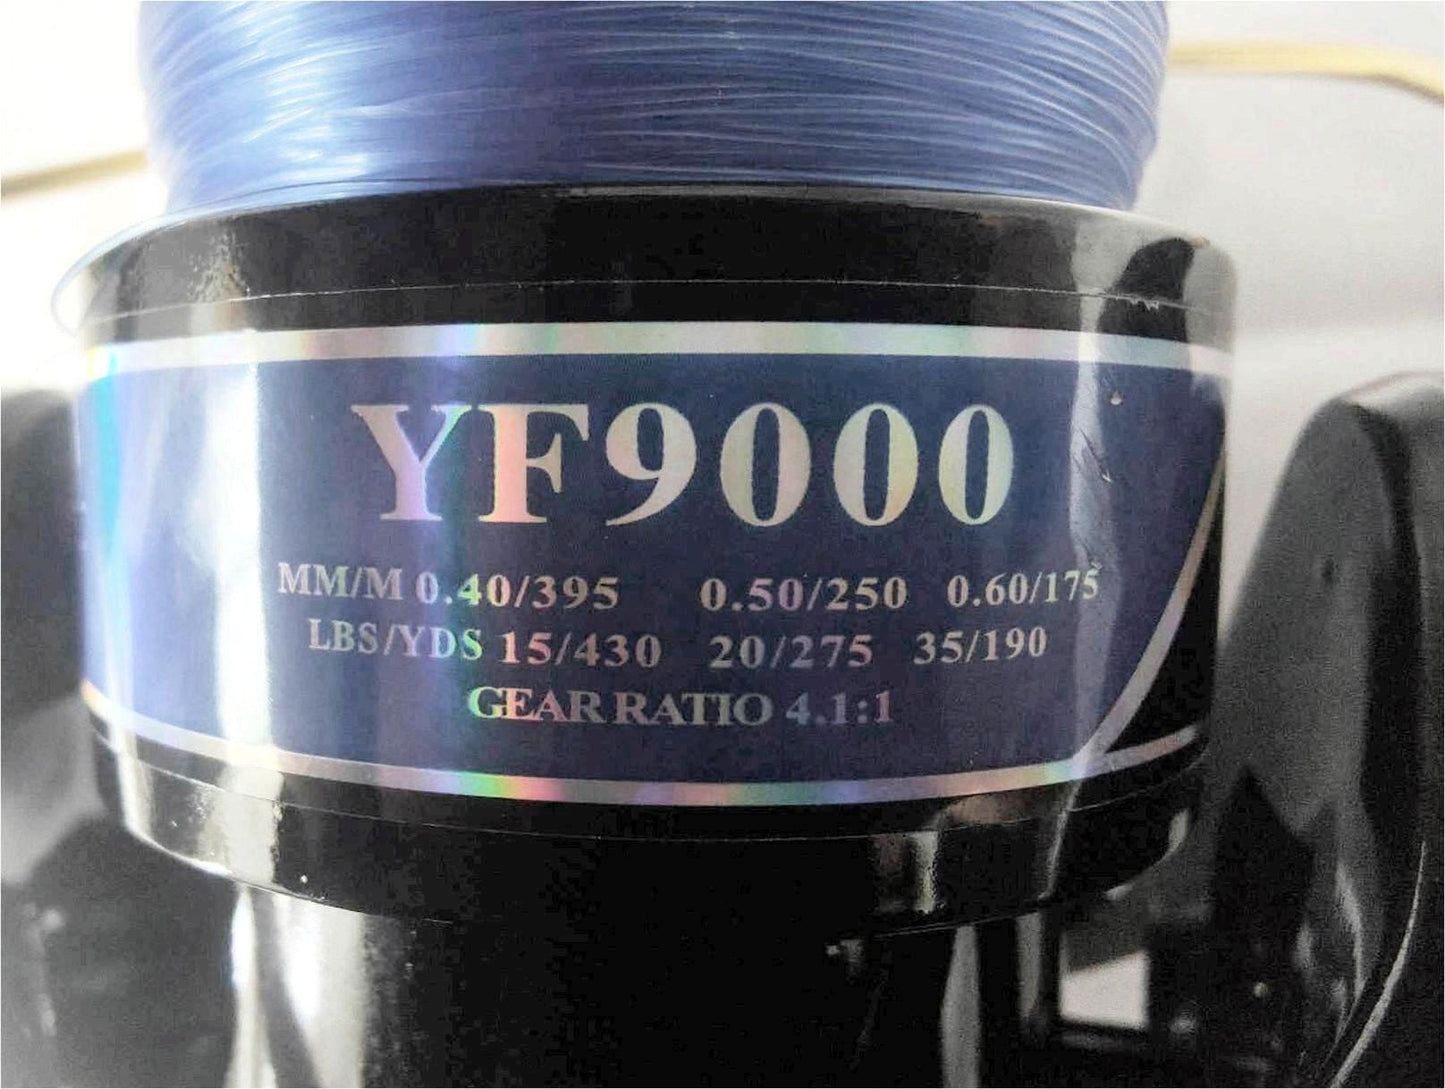 YF9000
MM/M 0.40/395 0.50/250 0.60/175
LBS/YDS 15/430 20/275 35/190
GEAR RATIO 4.1:1